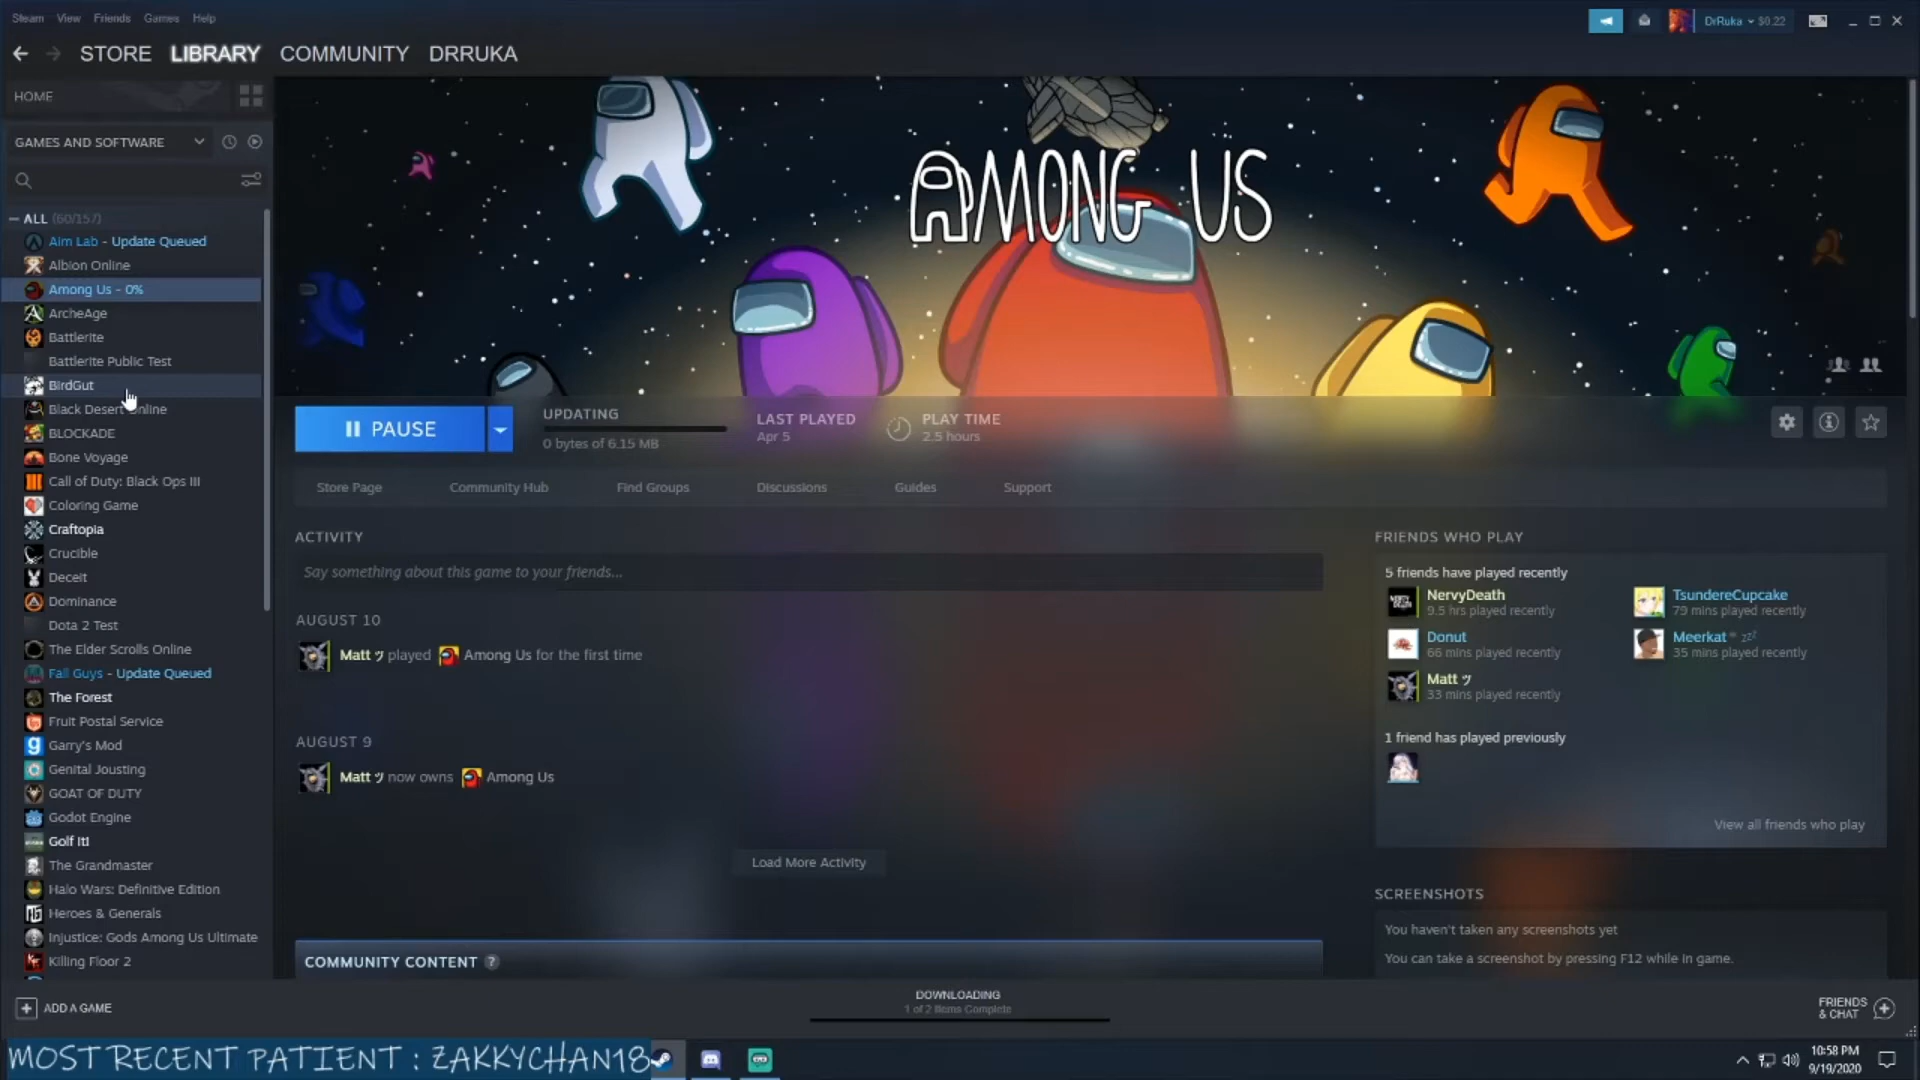 Steam View Friends Games Help
DrRuka $0.22
STORE LIBRARY COMMUNITY DRRUKA
HOME
GAMES AND SOFTWARE
ALL (60/157)
Aim Lab - Update Queued
Albion Online
Among Us - 0%
ArcheAge
Battlerite
Battlerite Public Test
BirdGut
Black Desert Online
BLOCKADE
Bone Voyage
Call of Duty: Black Ops III
Coloring Game
Craftopia
Crucible
Deceit
Dominance
Dota 2 Test
The Elder Scrolls Online
Fall Guys - Update Queued
The Forest
Fruit Postal Service
Garry's Mod
Genital Jousting
GOAT OF DUTY
Godot Engine
Golf It!
The Grandmaster
Halo Wars: Definitive Edition
Heroes & Generals
Injustice: Gods Among Us Ultimate
Killing Floor 2
ADD A GAME
AMONG US
PAUSE
UPDATING
0 bytes of 6.15 MB
LAST PLAYED
Apr 5
PLAY TIME
2.5 hours
Store Page Community Hub Find Groups Discussions Guides Support
ACTIVITY
Say something about this game to your friends...
AUGUST 10
Matt ツ played Among Us for the first time
AUGUST 9
Matt ツ now owns Among Us
Load More Activity
COMMUNITY CONTENT ?
FRIENDS WHO PLAY
5 friends have played recently
NervyDeath
9.5 hrs played recently
TsundereCupcake
79 mins played recently
Donut
66 mins played recently
Meerkat zzz
35 mins played recently
Matt ツ
33 mins played recently
1 friend has played previously
View all friends who play
SCREENSHOTS
You haven't taken any screenshots yet
You can take a screenshot by pressing F12 while in game.
DOWNLOADING
1 of 2 Items Complete
FRIENDS
& CHAT
MOST RECENT PATIENT : ZAKKYCHAN18
10:58 PM
9/19/2020